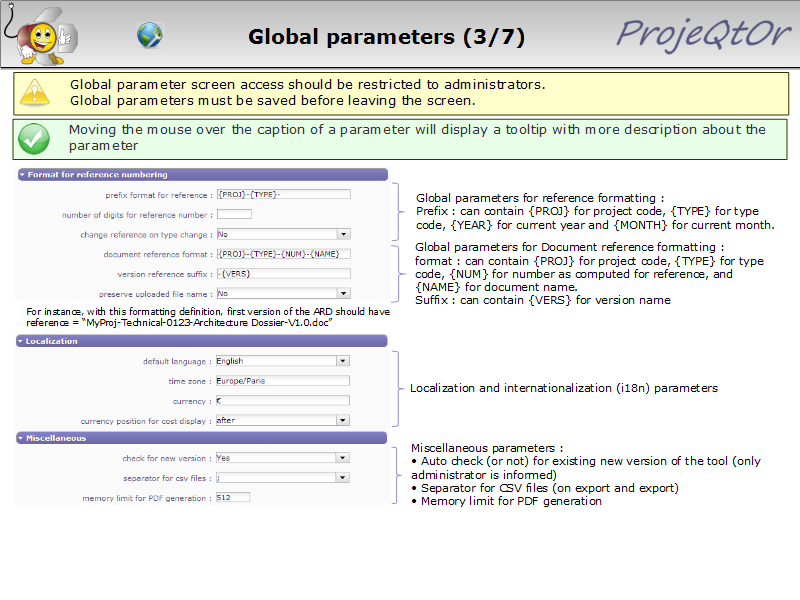 Global parameters (3/7)
ProjeQtOr
Global parameter screen access should be restricted to administrators.
Global parameters must be saved before leaving the screen.
Moving the mouse over the caption of a parameter will display a tooltip with more description about the
parameter
Format for reference numbering
prefix format for reference : {PROJ}-{TYPE}-
number of digits for reference number :
change reference on type change : No
document reference format : {PROJ}-{TYPE}-{NUM}-{NAME}
version reference suffix : -{VERS}
preserve uploaded file name : No
Global parameters for reference formatting :
Prefix : can contain {PROJ} for project code, {TYPE} for type
code, {YEAR} for current year and {MONTH} for current month.
Global parameters for Document reference formatting :
format : can contain {PROJ} for project code, {TYPE} for type
code, {NUM} for number as computed for reference, and
{NAME} for document name.
Suffix : can contain {VERS} for version name
For instance, with this formatting definition, first version of the ARD should have
reference = "MyProj-Technical-0123-Architecture Dossier-V1.0.doc"
Localization
default language : English
time zone : Europe/Paris
currency : €
currency position for cost display : after
Localization and internationalization (i18n) parameters
Miscellaneous
check for new version : Yes
separator for csv files : ;
memory limit for PDF generation : 512
Miscellaneous parameters :
• Auto check (or not) for existing new version of the tool (only
administrator is informed)
• Separator for CSV files (on export and export)
• Memory limit for PDF generation